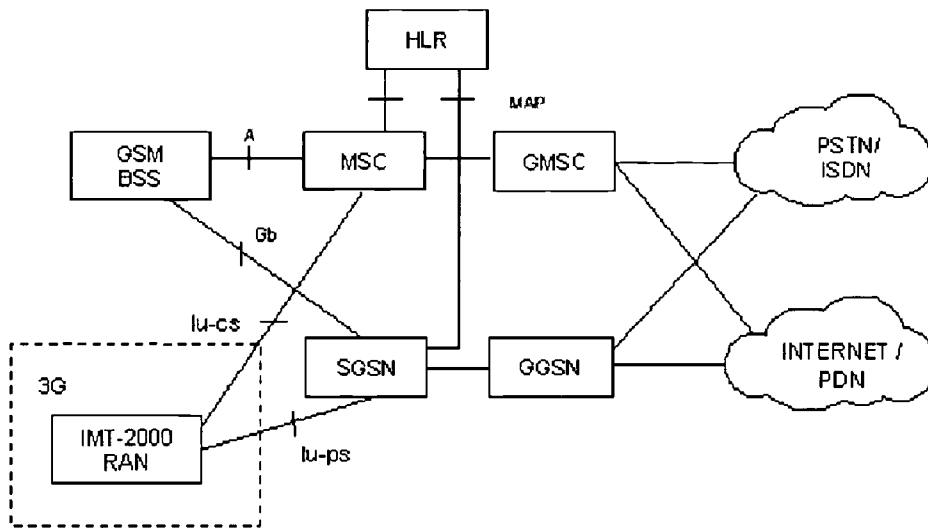 HLR
MAP
A
GSM
BSS
MSC
GMSC
PSTN/
ISDN
Gb
Iu-cs
3G
SGSN
GGSN
INTERNET /
PDN
IMT-2000
RAN
Iu-ps